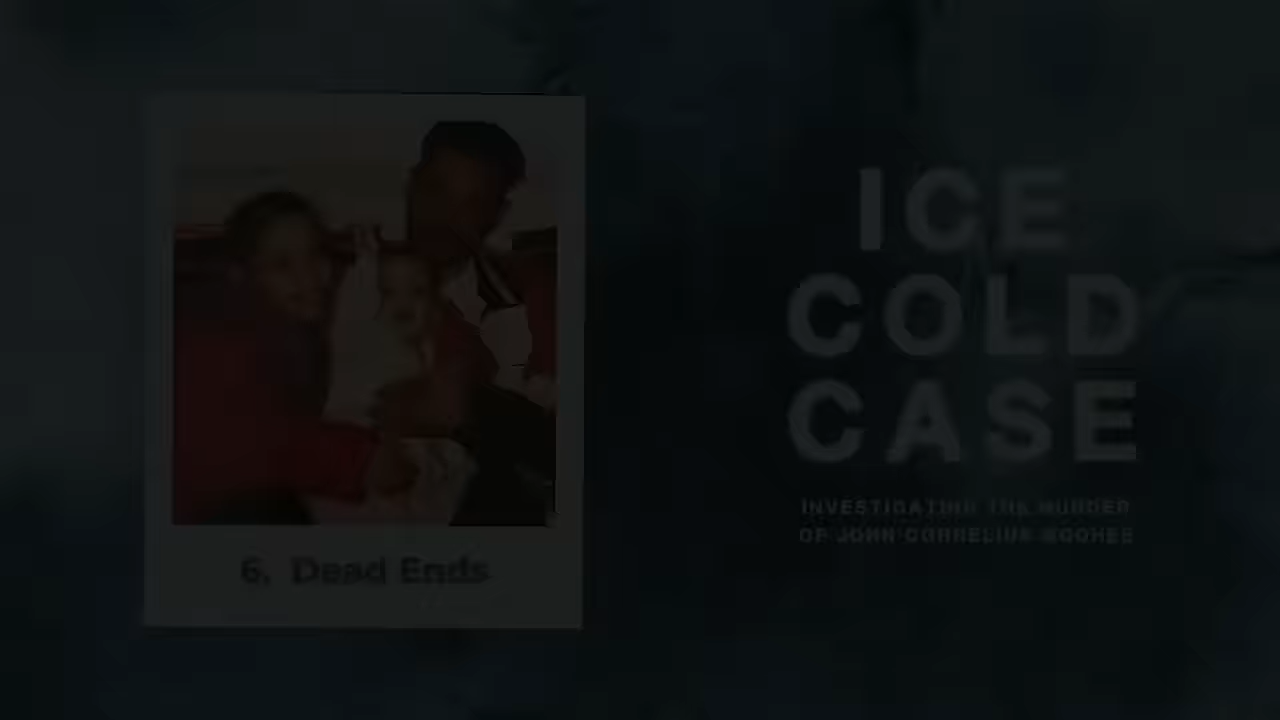 6. Dead Ends
ICE
COLD
CASE
INVESTIGATING THE MURDER
OF JOHN CORNELIUS